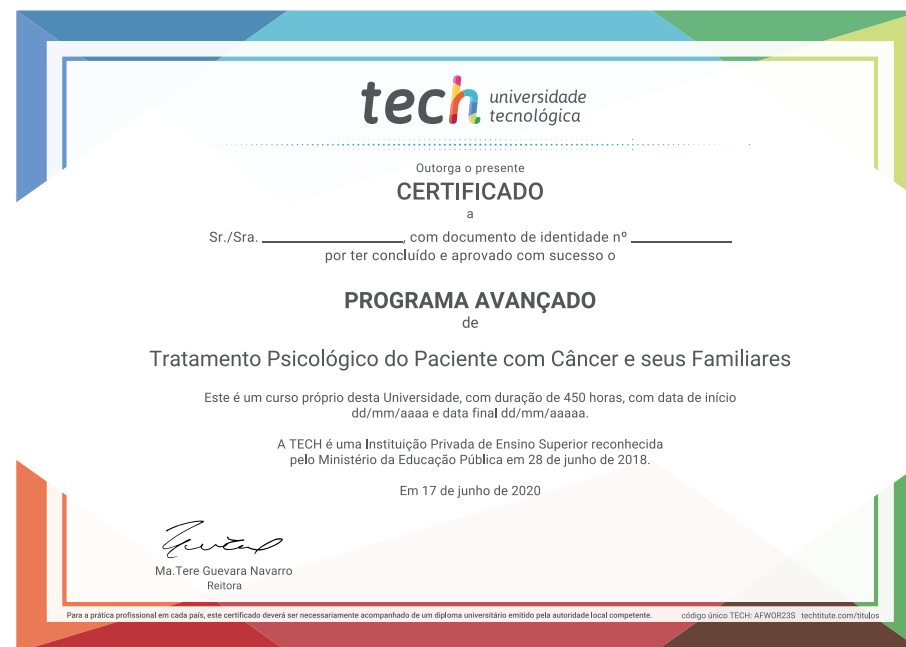 tech universidade
tecnológica
Outorga o presente
CERTIFICADO
a
Sr./Sra. ____________, com documento de identidade nº ____________
por ter concluído e aprovado com sucesso o
PROGRAMA AVANÇADO
de
Tratamento Psicológico do Paciente com Câncer e seus Familiares
Este é um curso próprio desta Universidade, com duração de 450 horas, com data de início
dd/mm/aaaa e data final dd/mm/aaaaa.
A TECH é uma Instituição Privada de Ensino Superior reconhecida
pelo Ministério da Educação Pública em 28 de junho de 2018.
Em 17 de junho de 2020
Ma.Tere Guevara Navarro
Reitora
Para a prática profissional em cada país, este certificado deverá ser necessariamente acompanhado de um diploma universitário emitido pela autoridade local competente. código único TECH: AFWOR23S techtitute.com/titulos